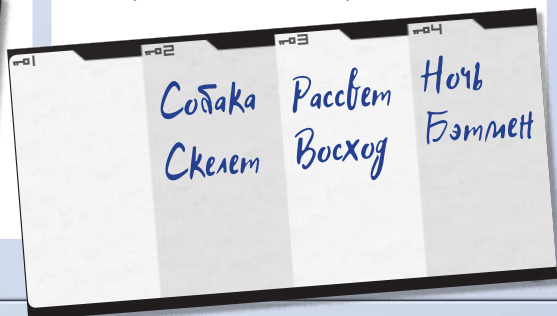 01
02
Собака
Скелет
03
Рассвет
Восход
04
Ночь
Бэтмен